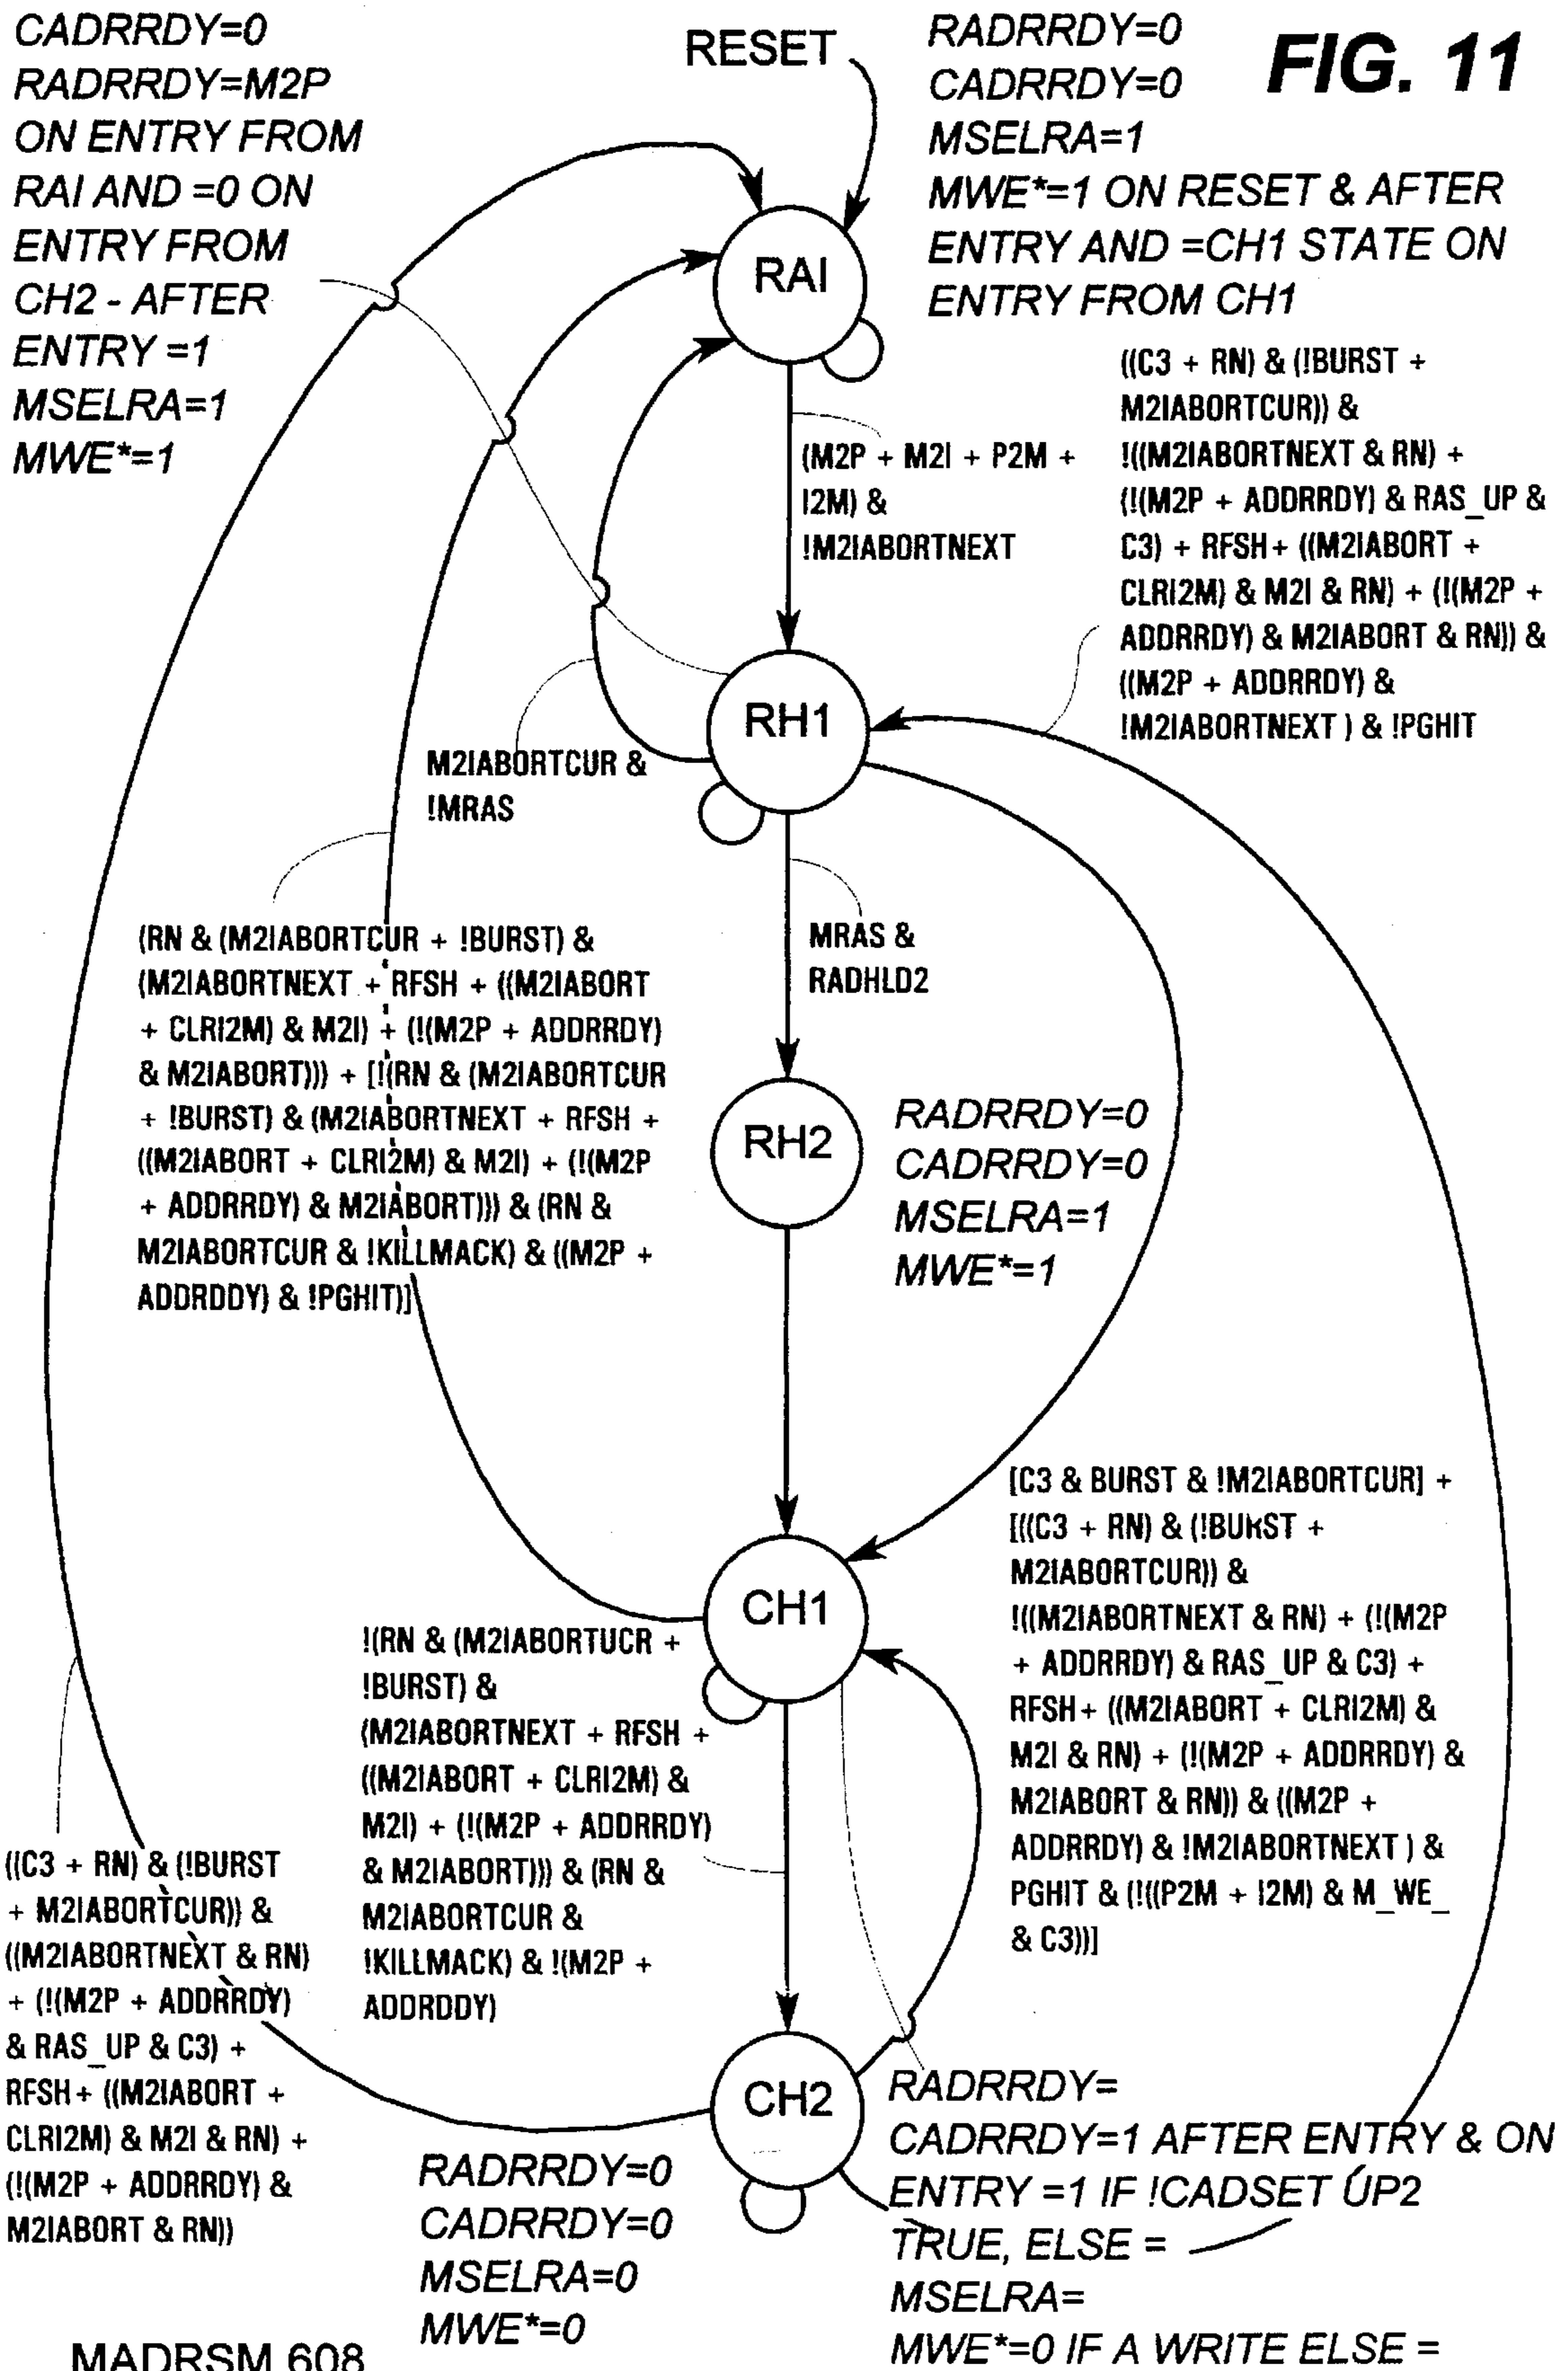 CADRRDY=0
RADRRDY=M2P
ON ENTRY FROM
RAI AND =0 ON
ENTRY FROM
CH2 - AFTER
ENTRY =1
MSELRA=1
MWE*=1
RESET
RADRRDY=0
CADRRDY=0
MSELRA=1
MWE*=1 ON RESET & AFTER
ENTRY AND =CH1 STATE ON
ENTRY FROM CH1
FIG. 11
RAI
(M2P + M2I + P2M +
I2M) &
!M2IABORTNEXT
((C3 + RN) & (!BURST +
M2IABORTCUR)) &
!((M2IABORTNEXT & RN) +
(!(M2P + ADDRRDY) & RAS_UP &
C3) + RFSH + ((M2IABORT +
CLRI2M) & M2I & RN) + (!(M2P +
ADDRRDY) & M2IABORT & RN)) &
((M2P + ADDRRDY) &
!M2IABORTNEXT ) & !PGHIT
RH1
M2IABORTCUR &
!MRAS
MRAS &
RADHLD2
(RN & (M2IABORTCUR + !BURST) &
(M2IABORTNEXT + RFSH + ((M2IABORT
+ CLRI2M) & M2I) + (!(M2P + ADDRRDY)
& M2IABORT))) + [!(RN & (M2IABORTCUR
+ !BURST) & (M2IABORTNEXT + RFSH +
((M2IABORT + CLRI2M) & M2I) + (!(M2P
+ ADDRRDY) & M2IABORT))) & (RN &
M2IABORTCUR & !KILLMACK) & ((M2P +
ADDRDDY) & !PGHIT)]
RH2
RADRRDY=0
CADRRDY=0
MSELRA=1
MWE*=1
CH1
[C3 & BURST & !M2IABORTCUR] +
[((C3 + RN) & (!BURST +
M2IABORTCUR)) &
!((M2IABORTNEXT & RN) + (!(M2P
+ ADDRRDY) & RAS_UP & C3) +
RFSH + ((M2IABORT + CLRI2M) &
M2I & RN) + (!(M2P + ADDRRDY) &
M2IABORT & RN)) & ((M2P +
ADDRRDY) & !M2IABORTNEXT ) &
PGHIT & (!((P2M + I2M) & M_WE_
& C3))]
!(RN & (M2IABORTUCR +
!BURST) &
(M2IABORTNEXT + RFSH +
((M2IABORT + CLRI2M) &
M2I) + (!(M2P + ADDRRDY)
& M2IABORT))) & (RN &
M2IABORTCUR &
!KILLMACK) & !(M2P +
ADDRDDY)
((C3 + RN) & (!BURST
+ M2IABORTCUR)) &
((M2IABORTNEXT & RN)
+ (!(M2P + ADDRRDY)
& RAS_UP & C3) +
RFSH + ((M2IABORT +
CLRI2M) & M2I & RN) +
(!(M2P + ADDRRDY) &
M2IABORT & RN))
CH2
RADRRDY=0
CADRRDY=0
MSELRA=0
MWE*=0
RADRRDY=
CADRRDY=1 AFTER ENTRY & ON
ENTRY =1 IF !CADSET UP2
TRUE, ELSE =
MSELRA=
MWE*=0 IF A WRITE ELSE =
MADRSM 608